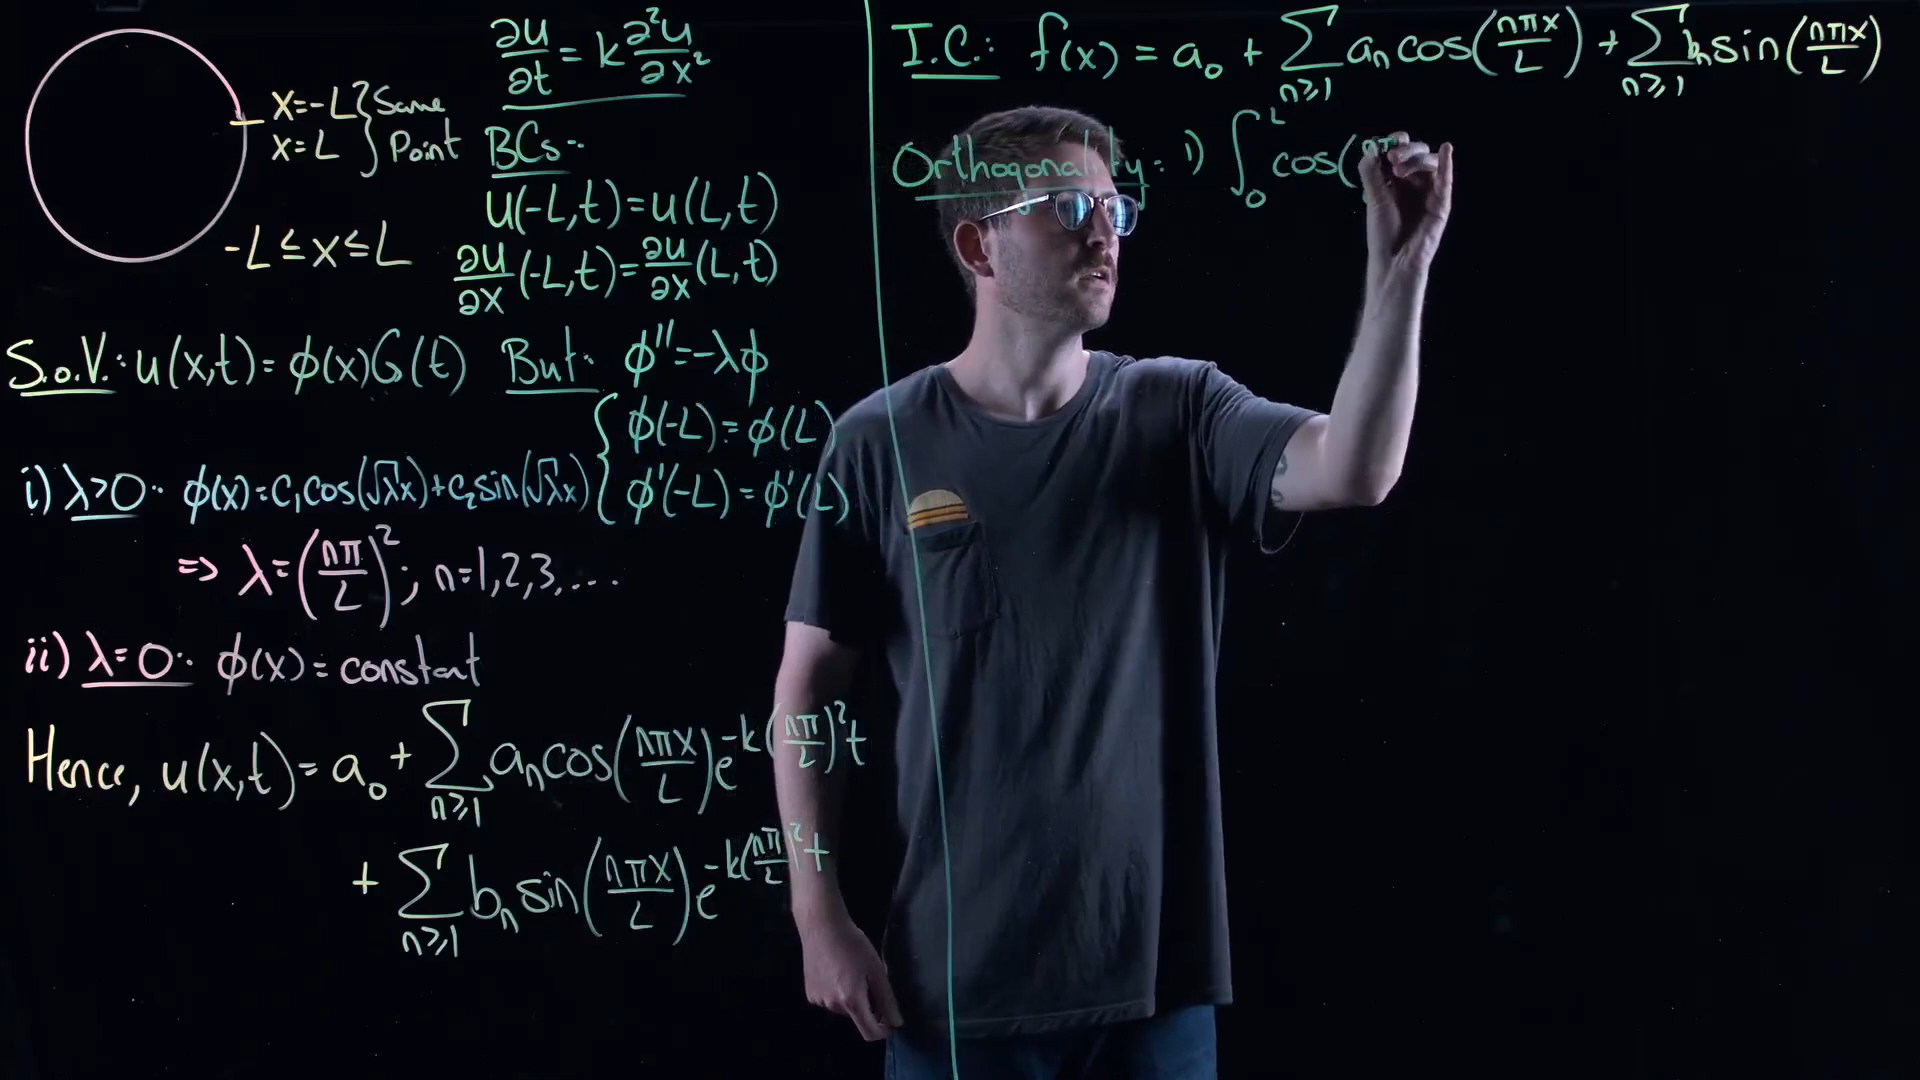 x=-L } Same
x=L } Point
-L ≤ x ≤ L
∂u/∂t = k ∂²u/∂x²
BCs:
u(-L,t)=u(L,t)
∂u/∂x(-L,t)=∂u/∂x(L,t)
S.o.V.: u(x,t)= φ(x)G(t) But: φ''=-λφ
{ φ(-L)=φ(L)
i) λ>0: φ(x)=c₁cos(√λx)+c₂sin(√λx) { φ'(-L)=φ'(L)
⇒ λ=(nπ/L)²; n=1,2,3,...
ii) λ=0: φ(x)=constant
Hence, u(x,t)= a₀ + ∑ₙ≥₁ aₙcos(nπx/L)e^-k(nπ/L)²t
+ ∑ₙ≥₁ bₙsin(nπx/L)e^-k(nπ/L)²t
I.C.: f(x) = a₀ + ∑ₙ≥₁ aₙcos(nπx/L) + ∑ₙ≥₁ bₙsin(nπx/L)
Orthogonality: 1) ∫₀ᴸ cos(nπ